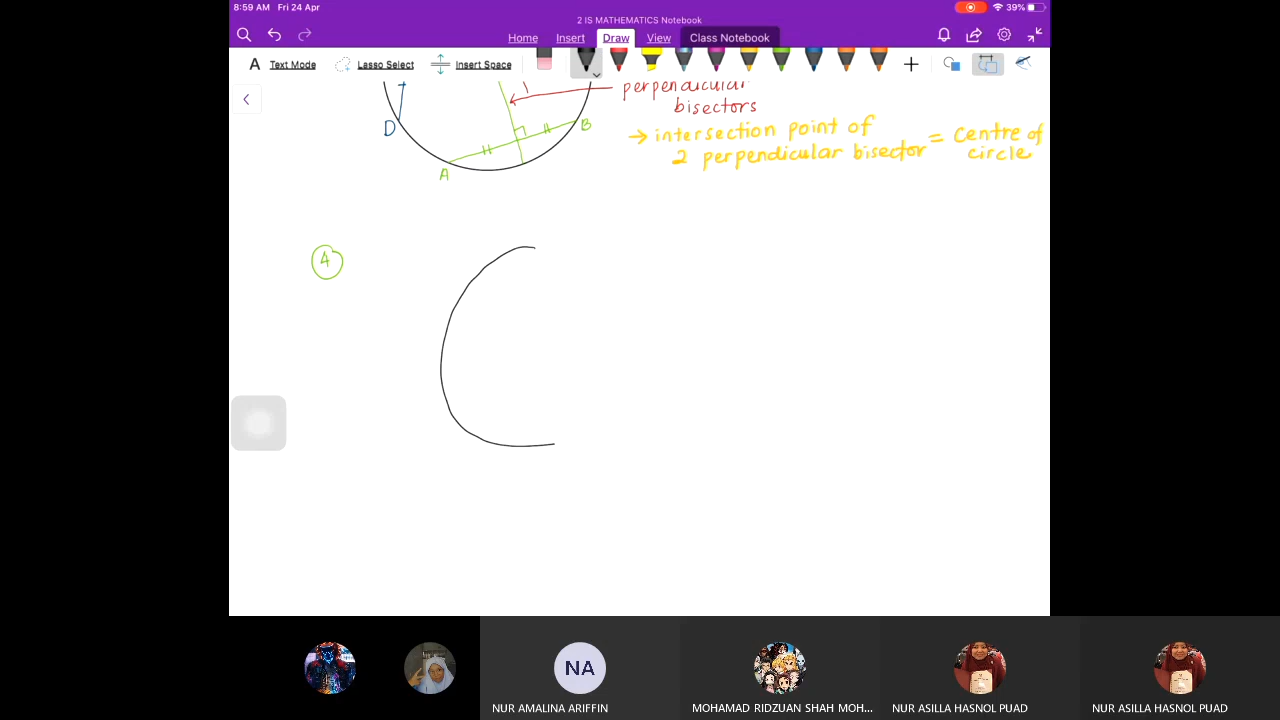 8:59 AM Fri 24 Apr
39%
2 IS MATHEMATICS Notebook
Home Insert Draw View Class Notebook
A Text Mode Lasso Select Insert Space
perpendicular
bisectors
D
B
→ intersection point of
2 perpendicular bisector = Centre of
circle
A
4
NA
NUR AMALINA ARIFFIN
MOHAMAD RIDZUAN SHAH MOH...
NUR ASILLA HASNOL PUAD
NUR ASILLA HASNOL PUAD